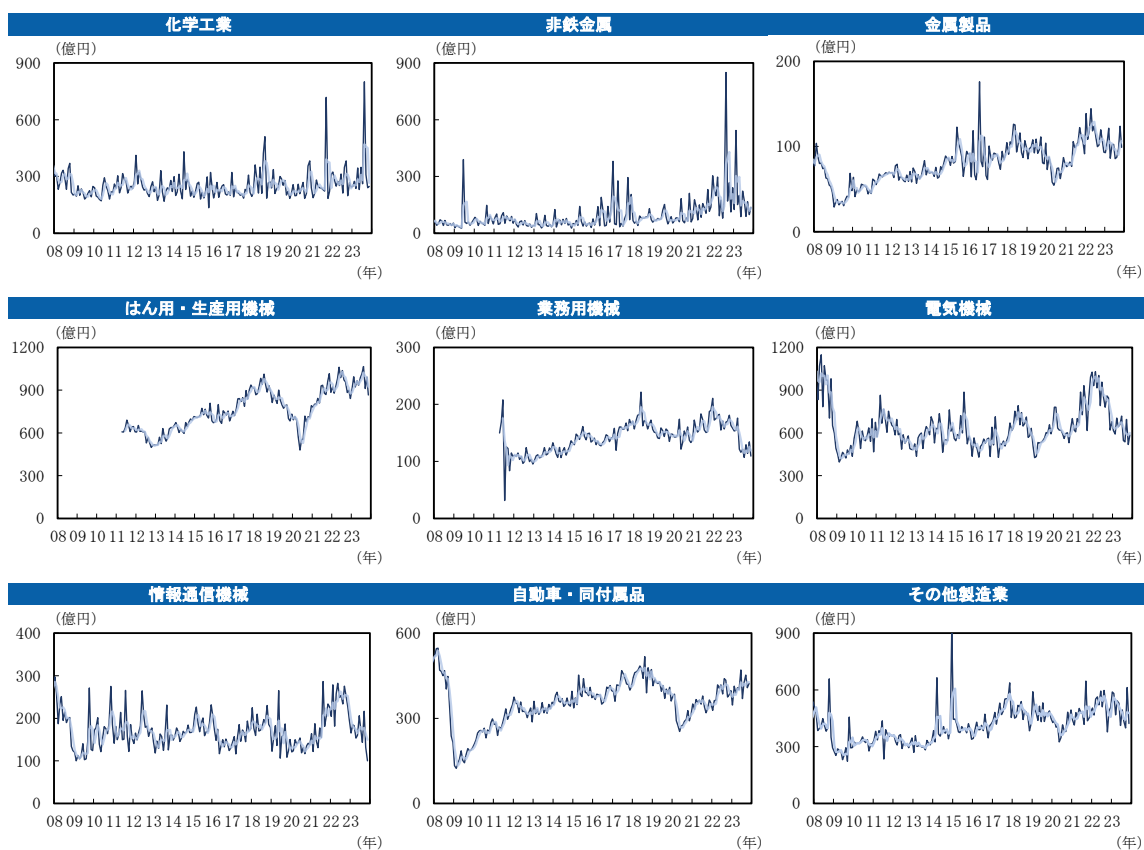 化学工業 非鉄金属 金属製品
（億円） （億円） （億円）
900 900 200
600 600
300 300 100
0 0 0
08 09 10 11 12 13 14 15 16 17 18 19 20 21 22 23 08 09 10 11 12 13 14 15 16 17 18 19 20 21 22 23 08 09 10 11 12 13 14 15 16 17 18 19 20 21 22 23
（年） （年） （年）
はん用・生産用機械 業務用機械 電気機械
（億円） （億円） （億円）
1200 300 1200
900 200 900
600 600
300 100 300
0 0 0
08 09 10 11 12 13 14 15 16 17 18 19 20 21 22 23 08 09 10 11 12 13 14 15 16 17 18 19 20 21 22 23 08 09 10 11 12 13 14 15 16 17 18 19 20 21 22 23
（年） （年） （年）
情報通信機械 自動車・同付属品 その他製造業
（億円） （億円） （億円）
400 600 900
300 600
200 300
100 300
0 0 0
08 09 10 11 12 13 14 15 16 17 18 19 20 21 22 23 08 09 10 11 12 13 14 15 16 17 18 19 20 21 22 23 08 09 10 11 12 13 14 15 16 17 18 19 20 21 22 23
（年） （年） （年）